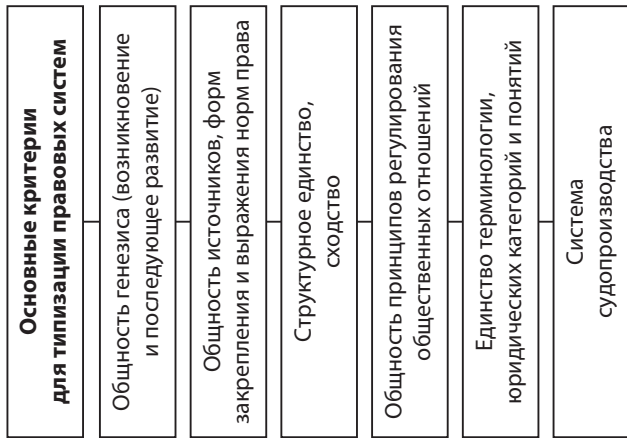 Основные критерии
для типизации правовых систем
Общность генезиса (возникновение
и последующее развитие)
Общность источников, форм
закрепления и выражения норм права
Структурное единство,
сходство
Общность принципов регулирования
общественных отношений
Единство терминологии,
юридических категорий и понятий
Система
судопроизводства